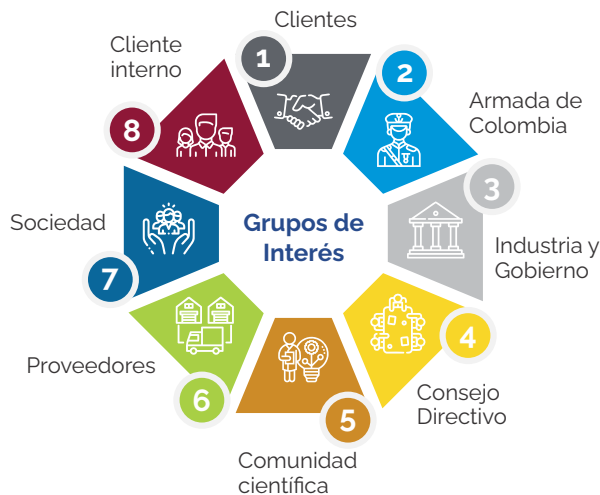 Clientes
1
2
Armada de
Colombia
3
Industria y
Gobierno
4
Consejo
Directivo
5
Comunidad
científica
6
Proveedores
7
Sociedad
8
Cliente
interno
Grupos de
Interés